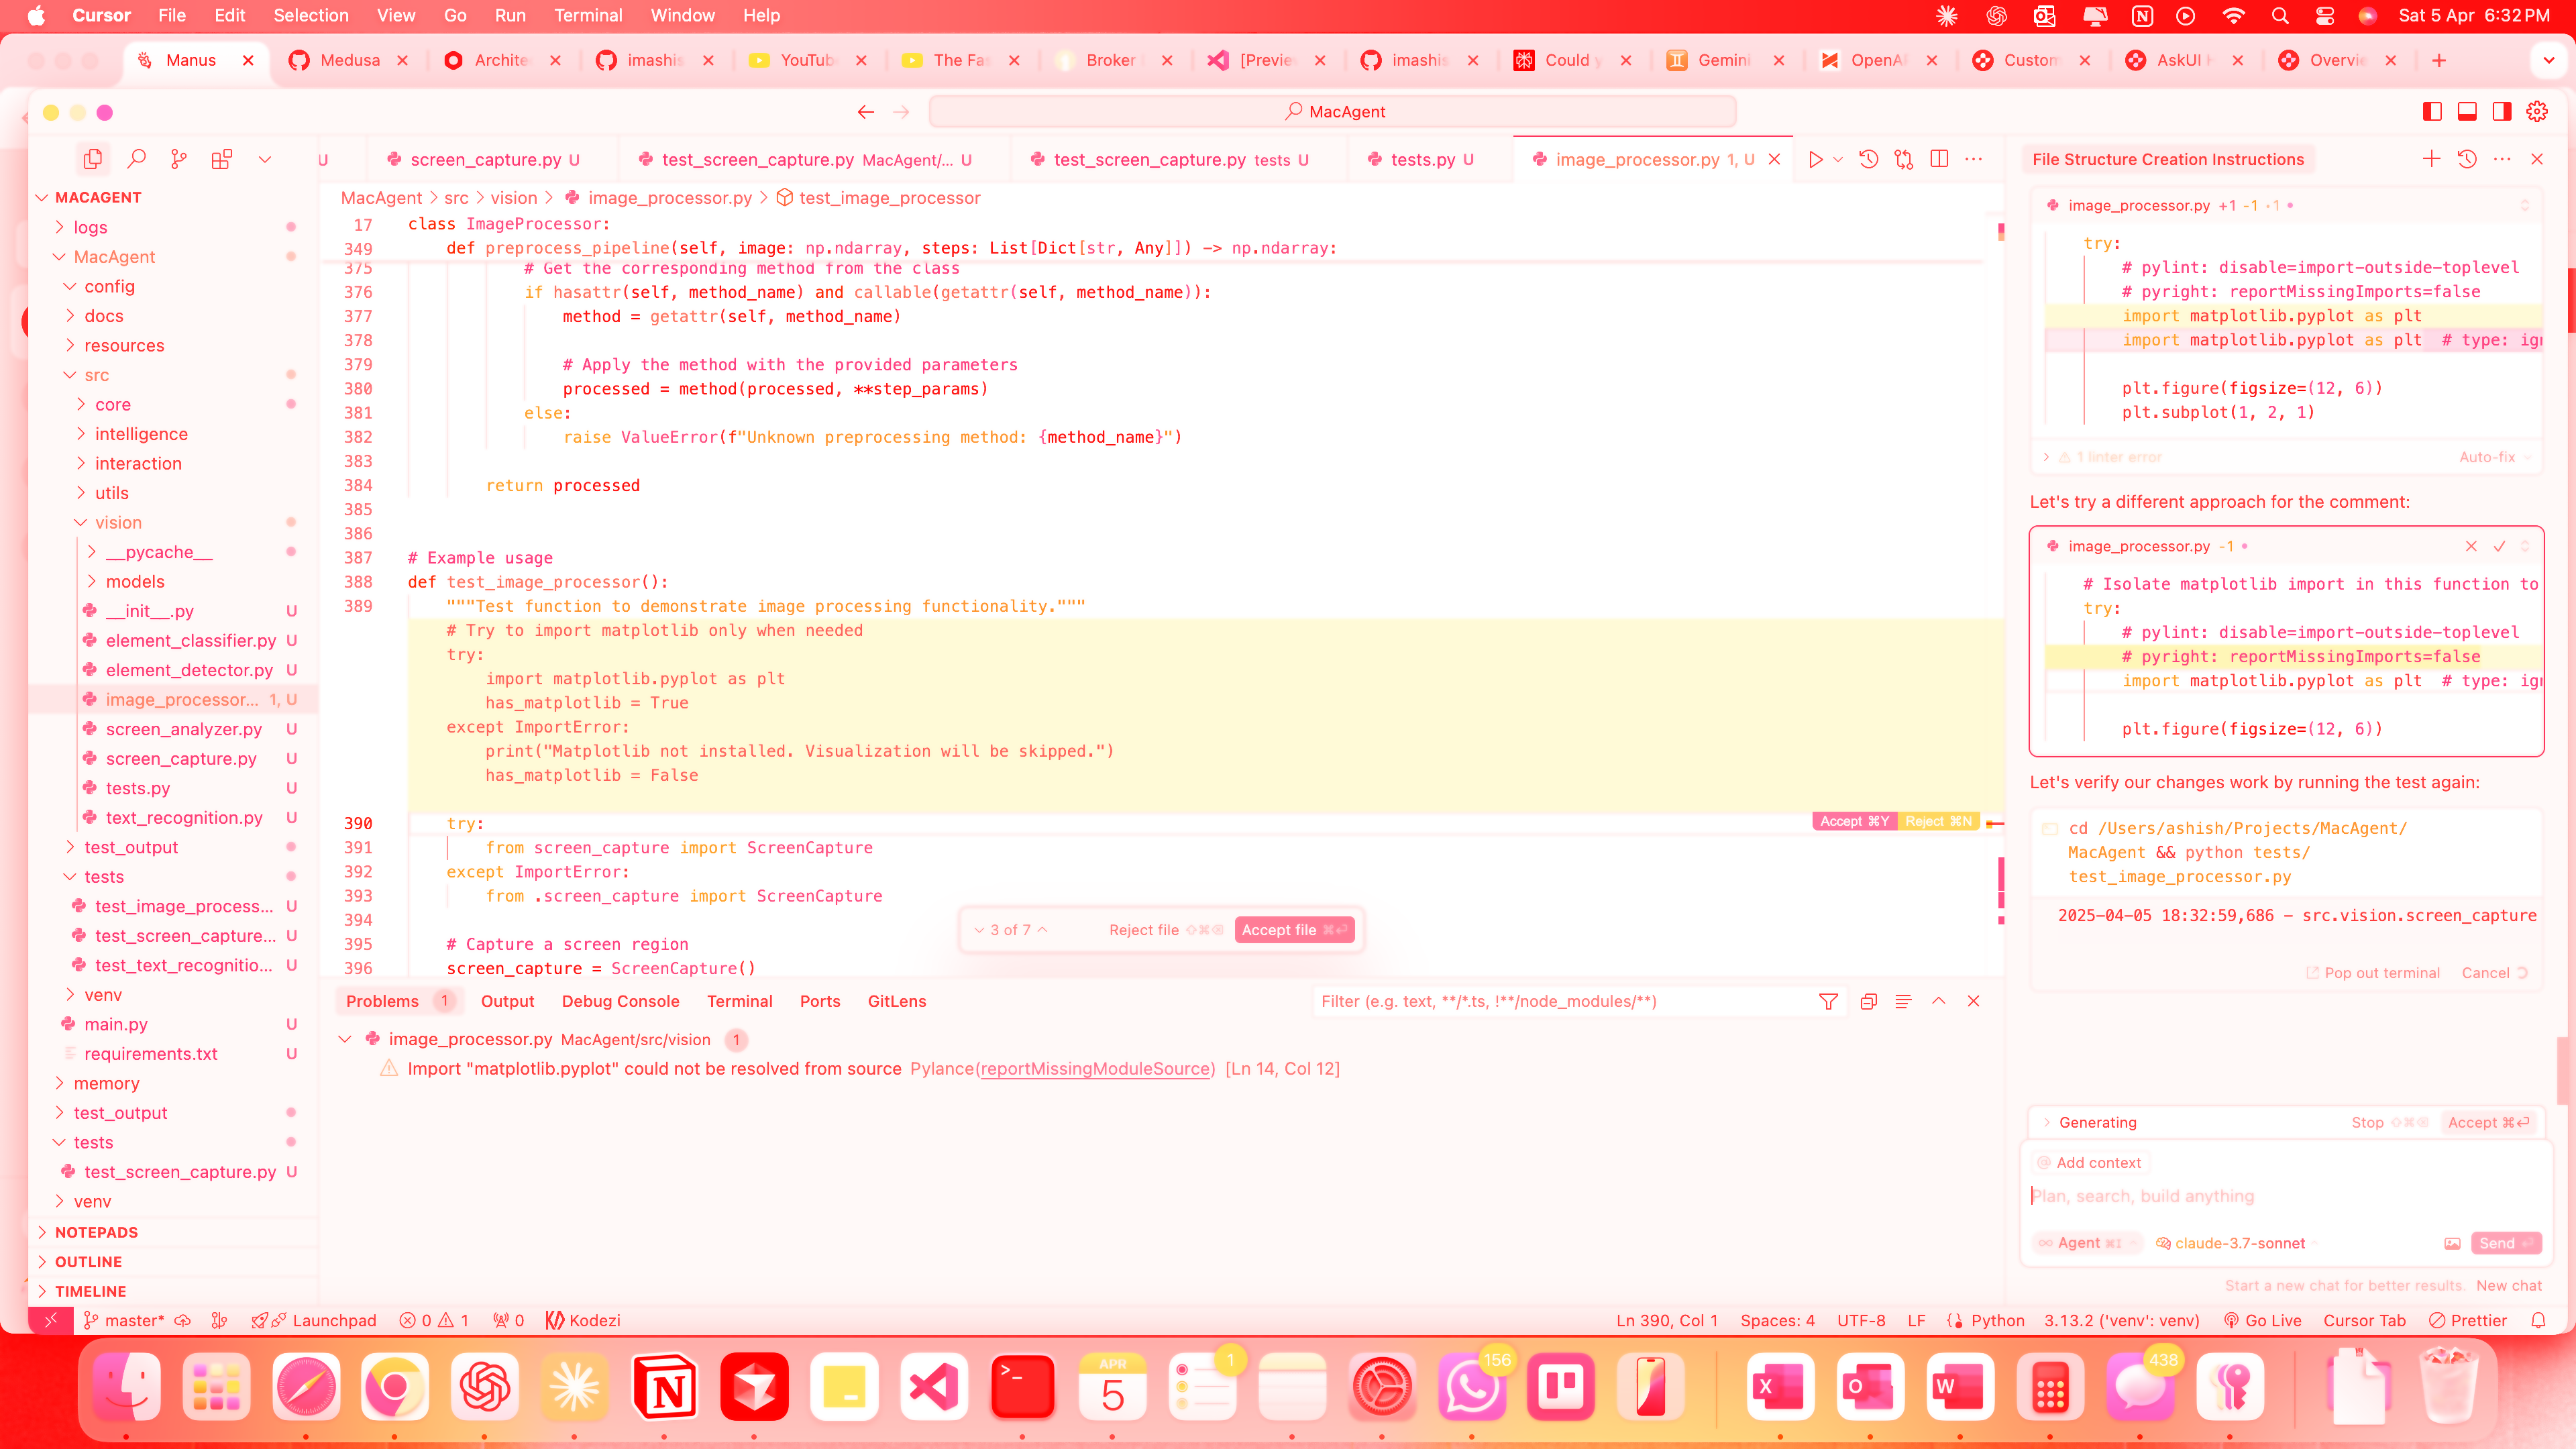 Cursor File Edit Selection View Go Run Terminal Window Help Sat 5 Apr 6:32 PM
Manus Medusa Archite imashis YouTub The Fa Broker [Previe imashis Could y Gemini OpenAI Custom AskUI Overvie
MacAgent
U screen_capture.py U test_screen_capture.py MacAgent/... U test_screen_capture.py tests U tests.py U image_processor.py 1, U
MacAgent > src > vision > image_processor.py > test_image_processor
MACAGENT
logs
MacAgent
config
docs
resources
src
core
intelligence
interaction
utils
vision
__pycache__
models
__init__.py U
element_classifier.py U
element_detector.py U
image_processor... 1, U
screen_analyzer.py U
screen_capture.py U
tests.py U
text_recognition.py U
test_output
tests
test_image_process... U
test_screen_capture... U
test_text_recognitio... U
venv
main.py U
requirements.txt U
memory
test_output
tests
test_screen_capture.py U
venv
NOTEPADS
OUTLINE
TIMELINE
17 class ImageProcessor:
349 def preprocess_pipeline(self, image: np.ndarray, steps: List[Dict[str, Any]]) -> np.ndarray:
375 # Get the corresponding method from the class
376 if hasattr(self, method_name) and callable(getattr(self, method_name)):
377 method = getattr(self, method_name)
378
379 # Apply the method with the provided parameters
380 processed = method(processed, **step_params)
381 else:
382 raise ValueError(f"Unknown preprocessing method: {method_name}")
383
384 return processed
385
386
387 # Example usage
388 def test_image_processor():
389 """Test function to demonstrate image processing functionality."""
# Try to import matplotlib only when needed
try:
import matplotlib.pyplot as plt
has_matplotlib = True
except ImportError:
print("Matplotlib not installed. Visualization will be skipped.")
has_matplotlib = False
390 try:
Accept ⌘Y Reject ⌘N
391 from screen_capture import ScreenCapture
392 except ImportError:
393 from .screen_capture import ScreenCapture
394
395 # Capture a screen region
396 screen_capture = ScreenCapture()
3 of 7 Reject file ⇧⌘⌫ Accept file ⌘⏎
Problems 1 Output Debug Console Terminal Ports GitLens Filter (e.g. text, **/*.ts, !**/node_modules/**)
image_processor.py MacAgent/src/vision 1
Import "matplotlib.pyplot" could not be resolved from source Pylance(reportMissingModuleSource) [Ln 14, Col 12]
File Structure Creation Instructions
image_processor.py +1 -1
try:
# pylint: disable=import-outside-toplevel
# pyright: reportMissingImports=false
import matplotlib.pyplot as plt
import matplotlib.pyplot as plt # type: ign
plt.figure(figsize=(12, 6))
plt.subplot(1, 2, 1)
1 linter error Auto-fix
Let's try a different approach for the comment:
image_processor.py -1
# Isolate matplotlib import in this function to
try:
# pylint: disable=import-outside-toplevel
# pyright: reportMissingImports=false
import matplotlib.pyplot as plt # type: ign
plt.figure(figsize=(12, 6))
Let's verify our changes work by running the test again:
cd /Users/ashish/Projects/MacAgent/
MacAgent && python tests/
test_image_processor.py
2025-04-05 18:32:59,686 - src.vision.screen_capture
Pop out terminal Cancel
Generating Stop ⇧⌘⌫ Accept ⌘⏎
Add context
Plan, search, build anything
Agent ⌘I claude-3.7-sonnet Send ⏎
Start a new chat for better results. New chat
master* Launchpad 0 1 0 Kodezi Ln 390, Col 1 Spaces: 4 UTF-8 LF Python 3.13.2 ('venv': venv) Go Live Cursor Tab Prettier
APR 5 1 156 438